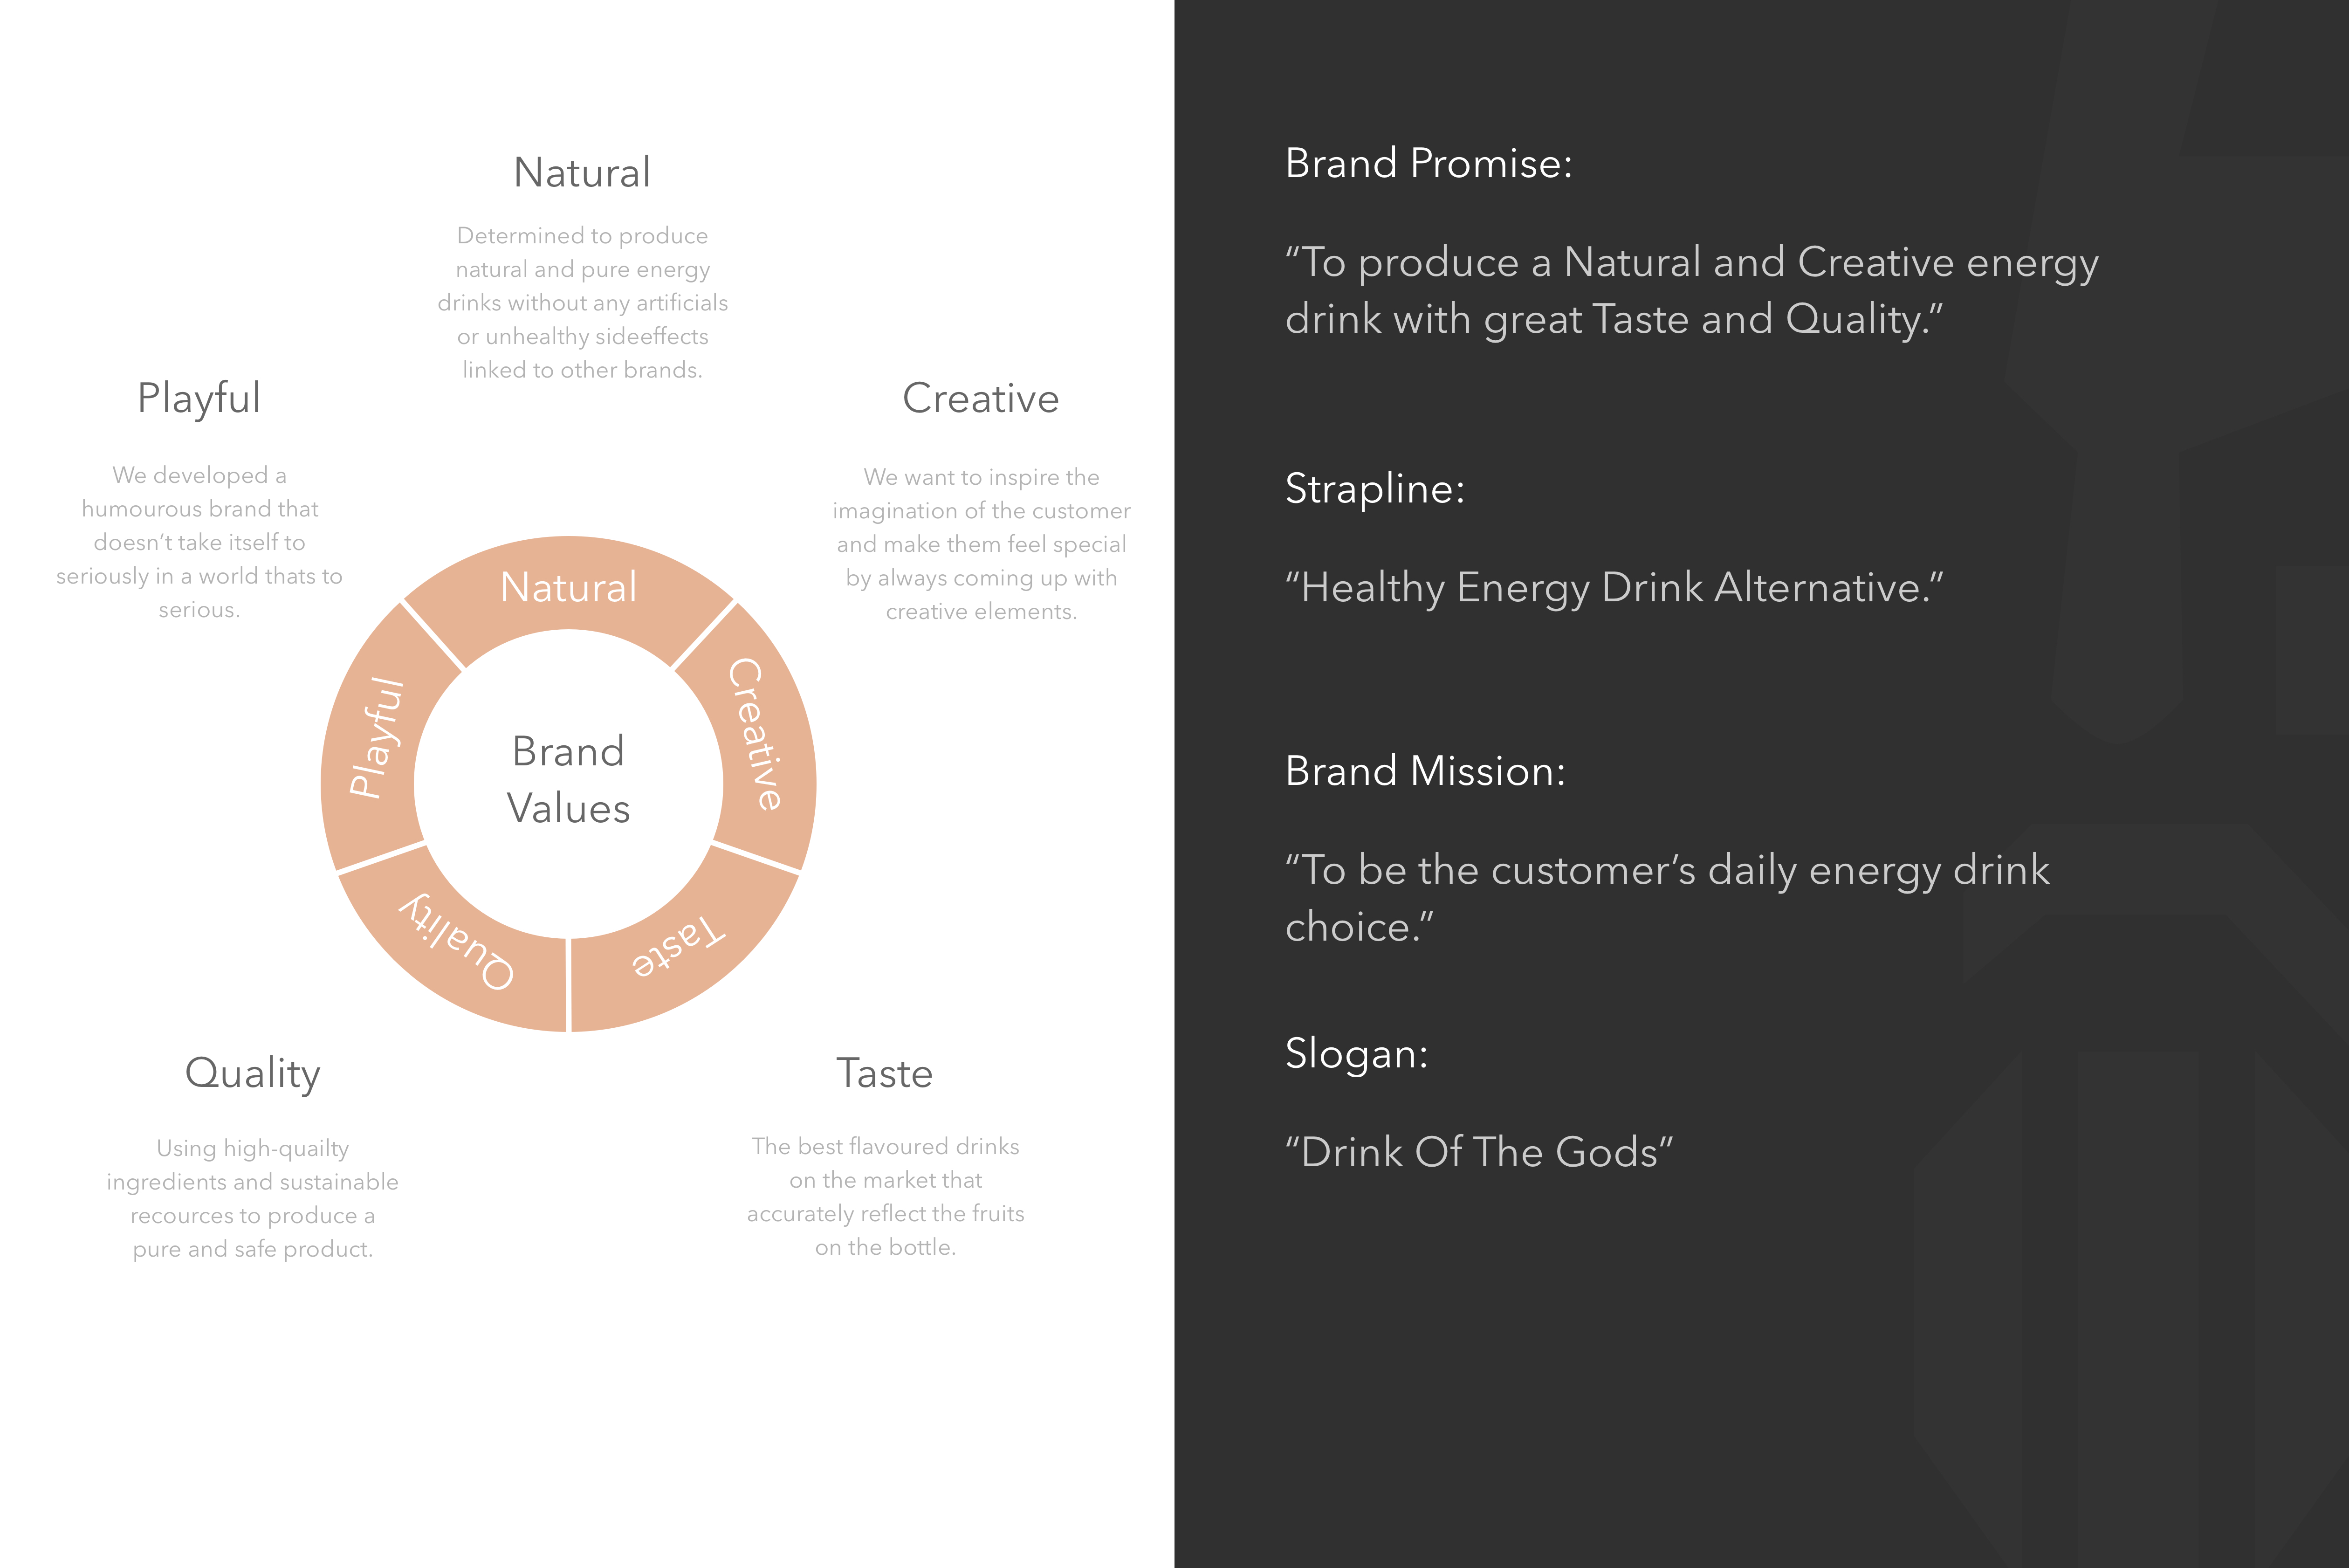 Natural
Determined to produce
natural and pure energy
drinks without any artificials
or unhealthy sideeffects
linked to other brands.
Playful
We developed a
humourous brand that
doesn’t take itself to
seriously in a world thats to
serious.
Creative
We want to inspire the
imagination of the customer
and make them feel special
by always coming up with
creative elements.
Natural
Creative
Taste
Quality
Playful
Brand
Values
Quality
Using high-quailty
ingredients and sustainable
recources to produce a
pure and safe product.
Taste
The best flavoured drinks
on the market that
accurately reflect the fruits
on the bottle.
Brand Promise:
“To produce a Natural and Creative energy
drink with great Taste and Quality.”
Strapline:
“Healthy Energy Drink Alternative.”
Brand Mission:
“To be the customer’s daily energy drink
choice.”
Slogan:
“Drink Of The Gods”